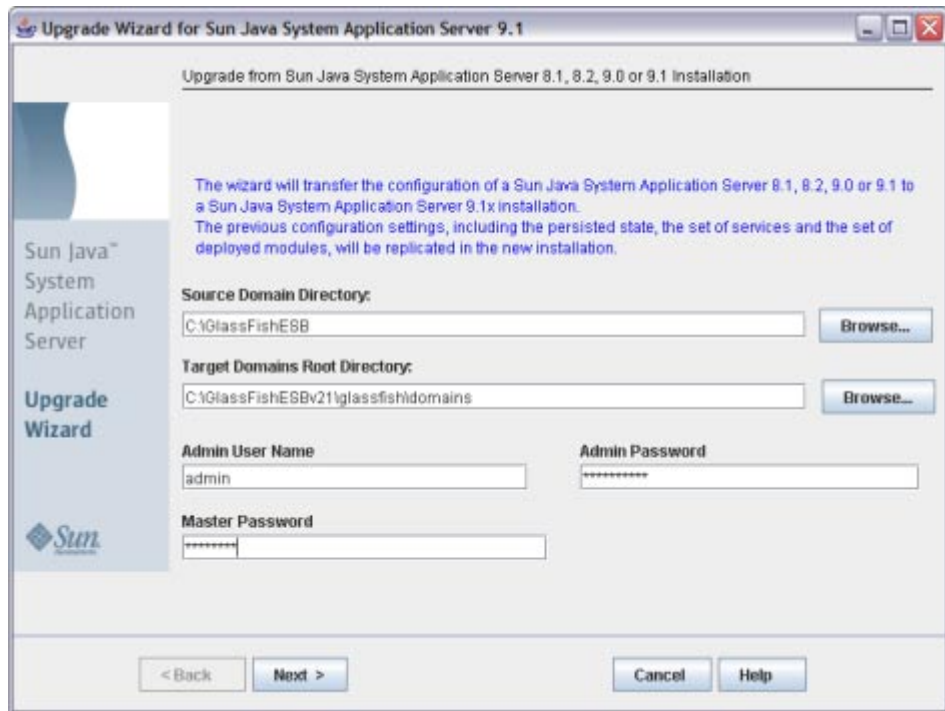 Upgrade Wizard for Sun Java System Application Server 9.1
Upgrade from Sun Java System Application Server 8.1, 8.2, 9.0 or 9.1 Installation
The wizard will transfer the configuration of a Sun Java System Application Server 8.1, 8.2, 9.0 or 9.1 to
a Sun Java System Application Server 9.1x installation.
The previous configuration settings, including the persisted state, the set of services and the set of
deployed modules, will be replicated in the new installation.
Sun Java™
System
Application
Server
Upgrade
Wizard
Sun
Source Domain Directory:
C:\GlassFishESB
Browse...
Target Domains Root Directory:
C:\GlassFishESBv21\glassfish\domains
Browse...
Admin User Name
Admin Password
admin
**********
Master Password
********
< Back
Next >
Cancel
Help